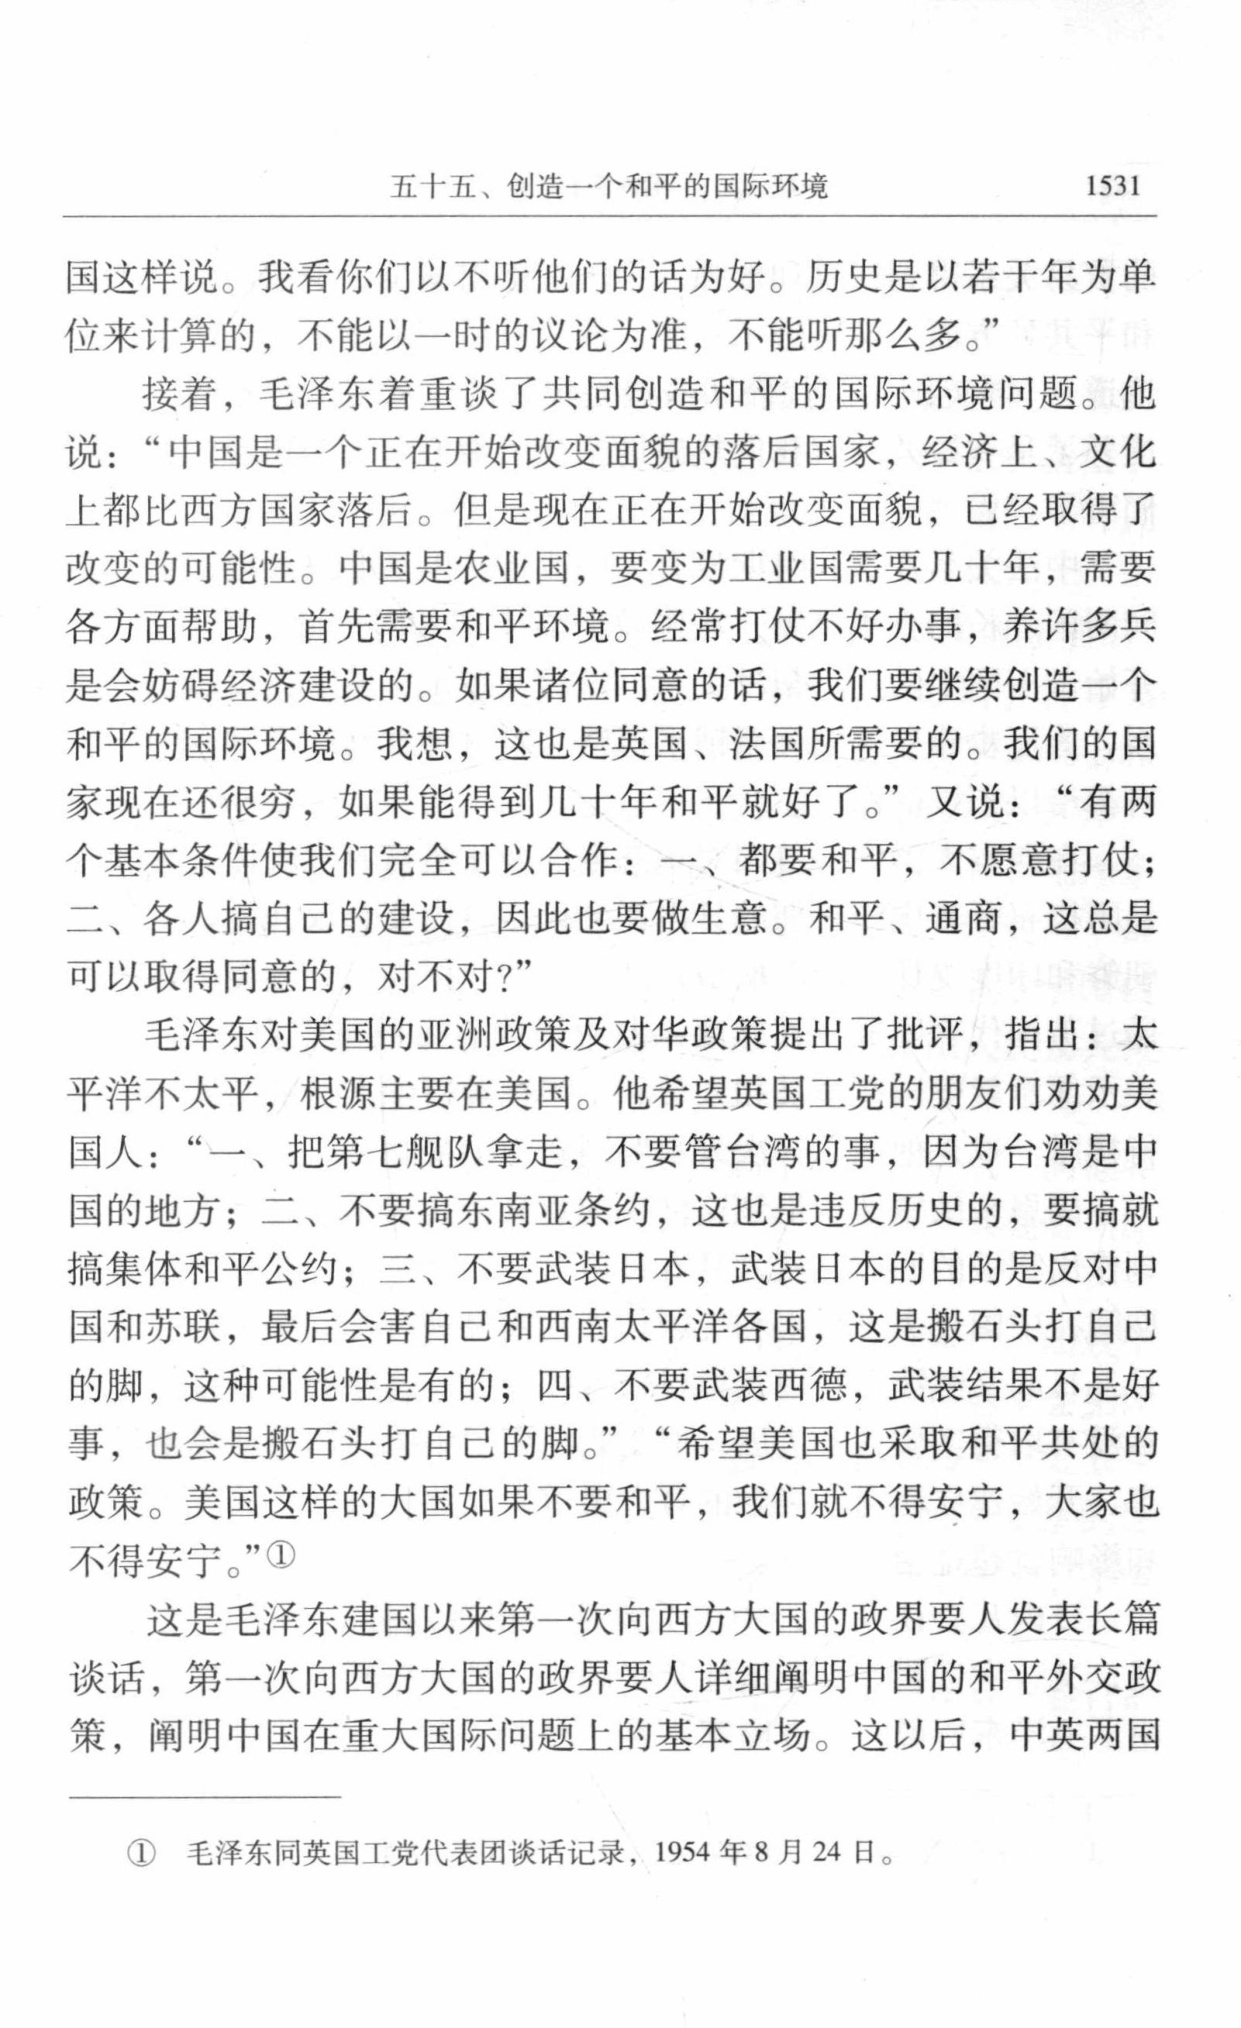 五十五、创造一个和平的国际环境 1531
国这样说。我看你们以不听他们的话为好。历史是以若干年为单
位来计算的，不能以一时的议论为准，不能听那么多。”
接着，毛泽东着重谈了共同创造和平的国际环境问题。他
说：“中国是一个正在开始改变面貌的落后国家，经济上、文化
上都比西方国家落后。但是现在正在开始改变面貌，已经取得了
改变的可能性。中国是农业国，要变为工业国需要几十年，需要
各方面帮助，首先需要和平环境。经常打仗不好办事，养许多兵
是会妨碍经济建设的。如果诸位同意的话，我们要继续创造一个
和平的国际环境。我想，这也是英国、法国所需要的。我们的国
家现在还很穷，如果能得到几十年和平就好了。”又说：“有两
个基本条件使我们完全可以合作：一、都要和平，不愿意打仗；
二、各人搞自己的建设，因此也要做生意。和平、通商，这总是
可以取得同意的，对不对?”
毛泽东对美国的亚洲政策及对华政策提出了批评，指出：太
平洋不太平，根源主要在美国。他希望英国工党的朋友们劝劝美
国人：“一、把第七舰队拿走，不要管台湾的事，因为台湾是中
国的地方；二、不要搞东南亚条约，这也是违反历史的，要搞就
搞集体和平公约；三、不要武装日本，武装日本的目的是反对中
国和苏联，最后会害自己和西南太平洋各国，这是搬石头打自己
的脚，这种可能性是有的；四、不要武装西德，武装结果不是好
事，也会是搬石头打自己的脚。”“希望美国也采取和平共处的
政策。美国这样的大国如果不要和平，我们就不得安宁，大家也
不得安宁。”①
这是毛泽东建国以来第一次向西方大国的政界要人发表长篇
谈话，第一次向西方大国的政界要人详细阐明中国的和平外交政
策，阐明中国在重大国际问题上的基本立场。这以后，中英两国
① 毛泽东同英国工党代表团谈话记录，1954年8月24日。